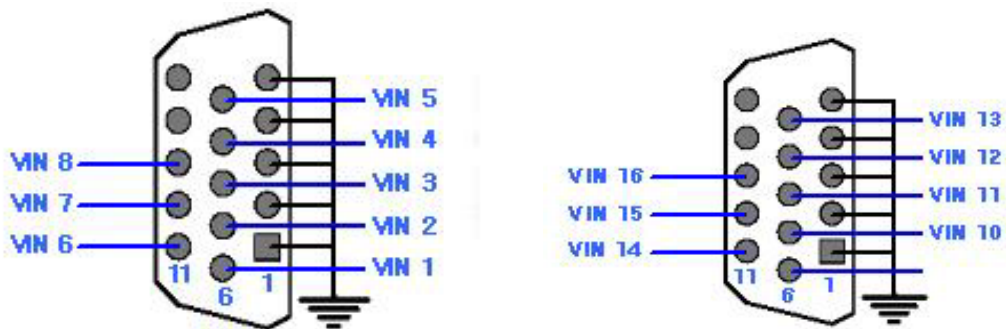 VIN 5
VIN 4
VIN 8
VIN 3
VIN 7
VIN 2
VIN 6
VIN 1
11
6
1
VIN 13
VIN 12
VIN 16
VIN 11
VIN 15
VIN 10
VIN 14
11
6
1